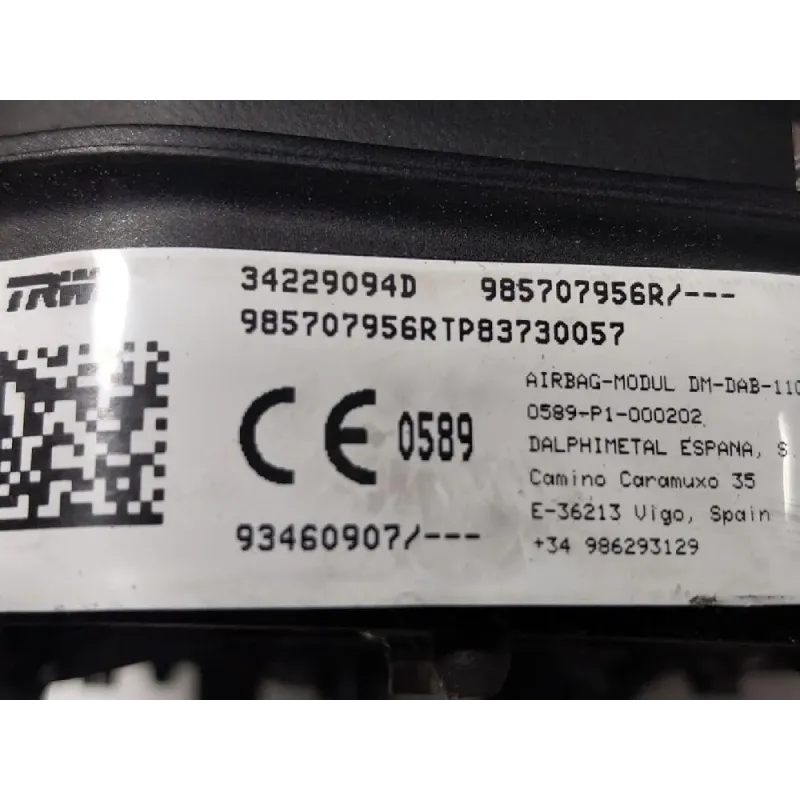 TRW
34229094D 985707956R/---
985707956RTP83730057
CE 0589
93460907/---
AIRBAG-MODUL DM-DAB-110
0589-P1-000202
DALPHIMETAL ESPANA, S.
Camino Caramuxo 35
E-36213 Vigo, Spain
+34 986293129